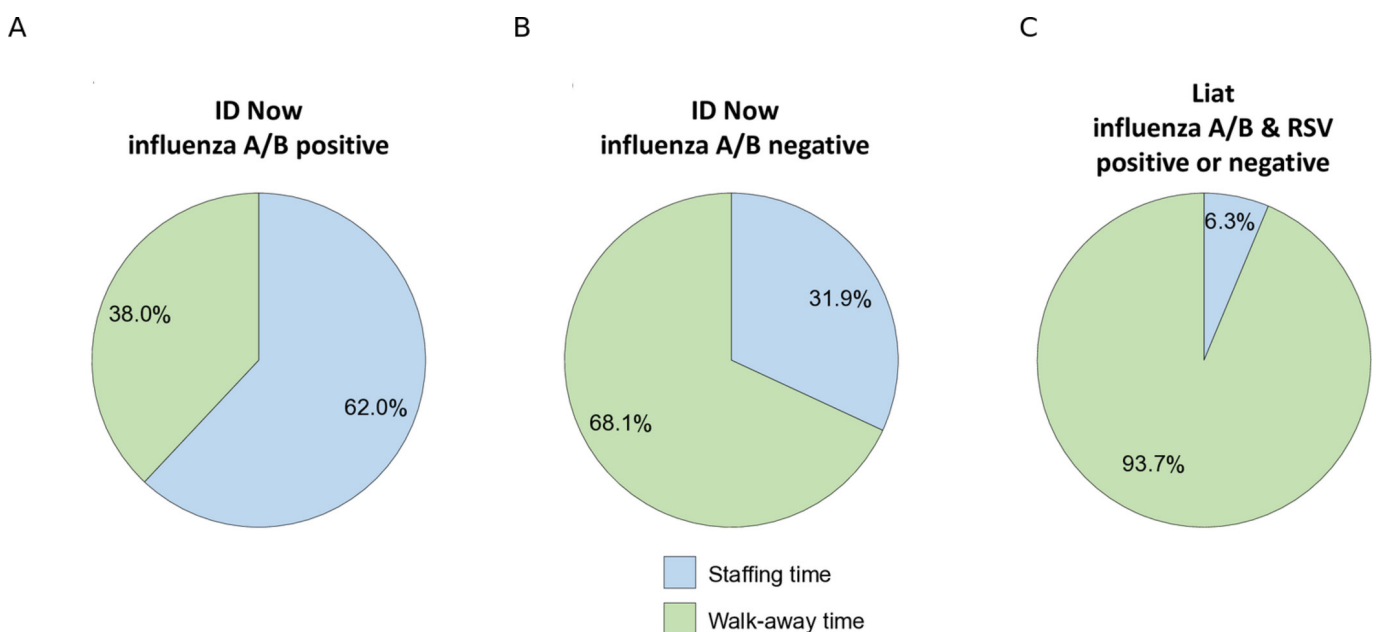 A
B
C
ID Now
influenza A/B positive
ID Now
influenza A/B negative
Liat
influenza A/B & RSV
positive or negative
38.0%
62.0%
31.9%
68.1%
6.3%
93.7%
Staffing time
Walk-away time